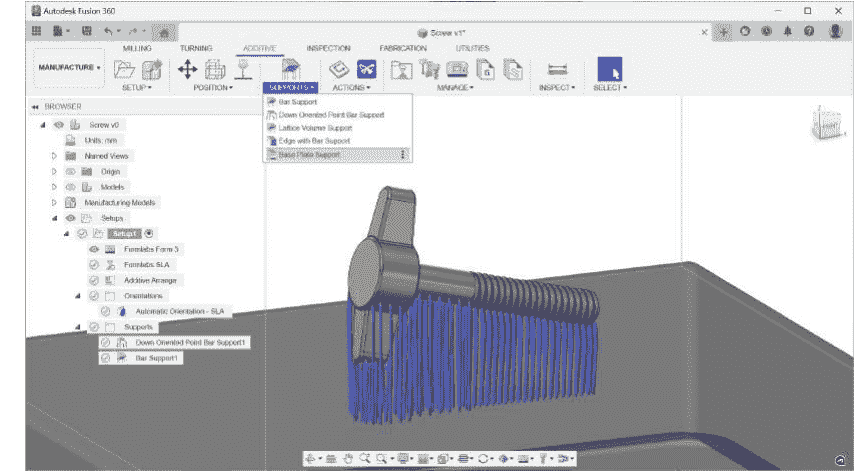 Autodesk Fusion 360
Screw v1*
MILLING TURNING ADDITIVE INSPECTION FABRICATION UTILITIES
MANUFACTURE
SETUP POSITION SUPPORTS ACTIONS MANAGE INSPECT SELECT
Bar Support
Down Oriented Point Bar Support
Lattice Volume Support
Edge with Bar Support
Base Plate Support
BROWSER
Screw v0
Units: mm
Named Views
Origin
Models
Manufacturing Models
Setups
Setup1
Formlabs Form 3
Formlabs SLA
Additive Arrange
Orientations
Automatic Orientation - SLA
Supports
Down Oriented Point Bar Support1
Bar Support1